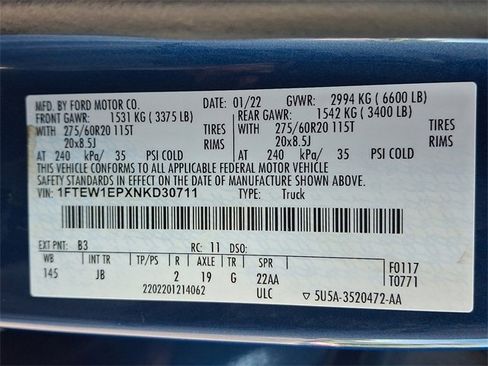 MFD. BY FORD MOTOR CO. DATE: 01/22 GVWR: 2994 KG ( 6600 LB)
FRONT GAWR: 1531 KG ( 3375 LB) REAR GAWR: 1542 KG ( 3400 LB)
WITH 275/60R20 115T TIRES WITH 275/60R20 115T TIRES
20x8.5J RIMS 20x8.5J RIMS
AT 240 kPa/ 35 PSI COLD AT 240 kPa/ 35 PSI COLD
THIS VEHICLE CONFORMS TO ALL APPLICABLE FEDERAL MOTOR VEHICLE
SAFETY STANDARDS IN EFFECT ON THE DATE OF MANUFACTURE SHOWN ABOVE.
VIN: 1FTEW1EPXNKD30711 TYPE: Truck
EXT PNT: B3 RC: 11 DSO:
WB INT TR TP/PS R AXLE TR SPR F0117
145 JB 2 19 G 22AA T0771
2202201214062 ULC ▽ 5U5A-3520472-AA